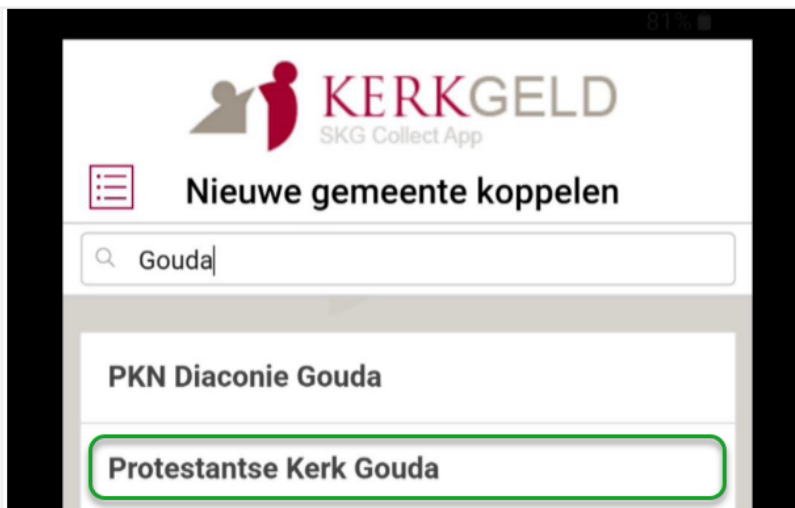 81%
KERKGELD
SKG Collect App
Nieuwe gemeente koppelen
Gouda
PKN Diaconie Gouda
Protestantse Kerk Gouda